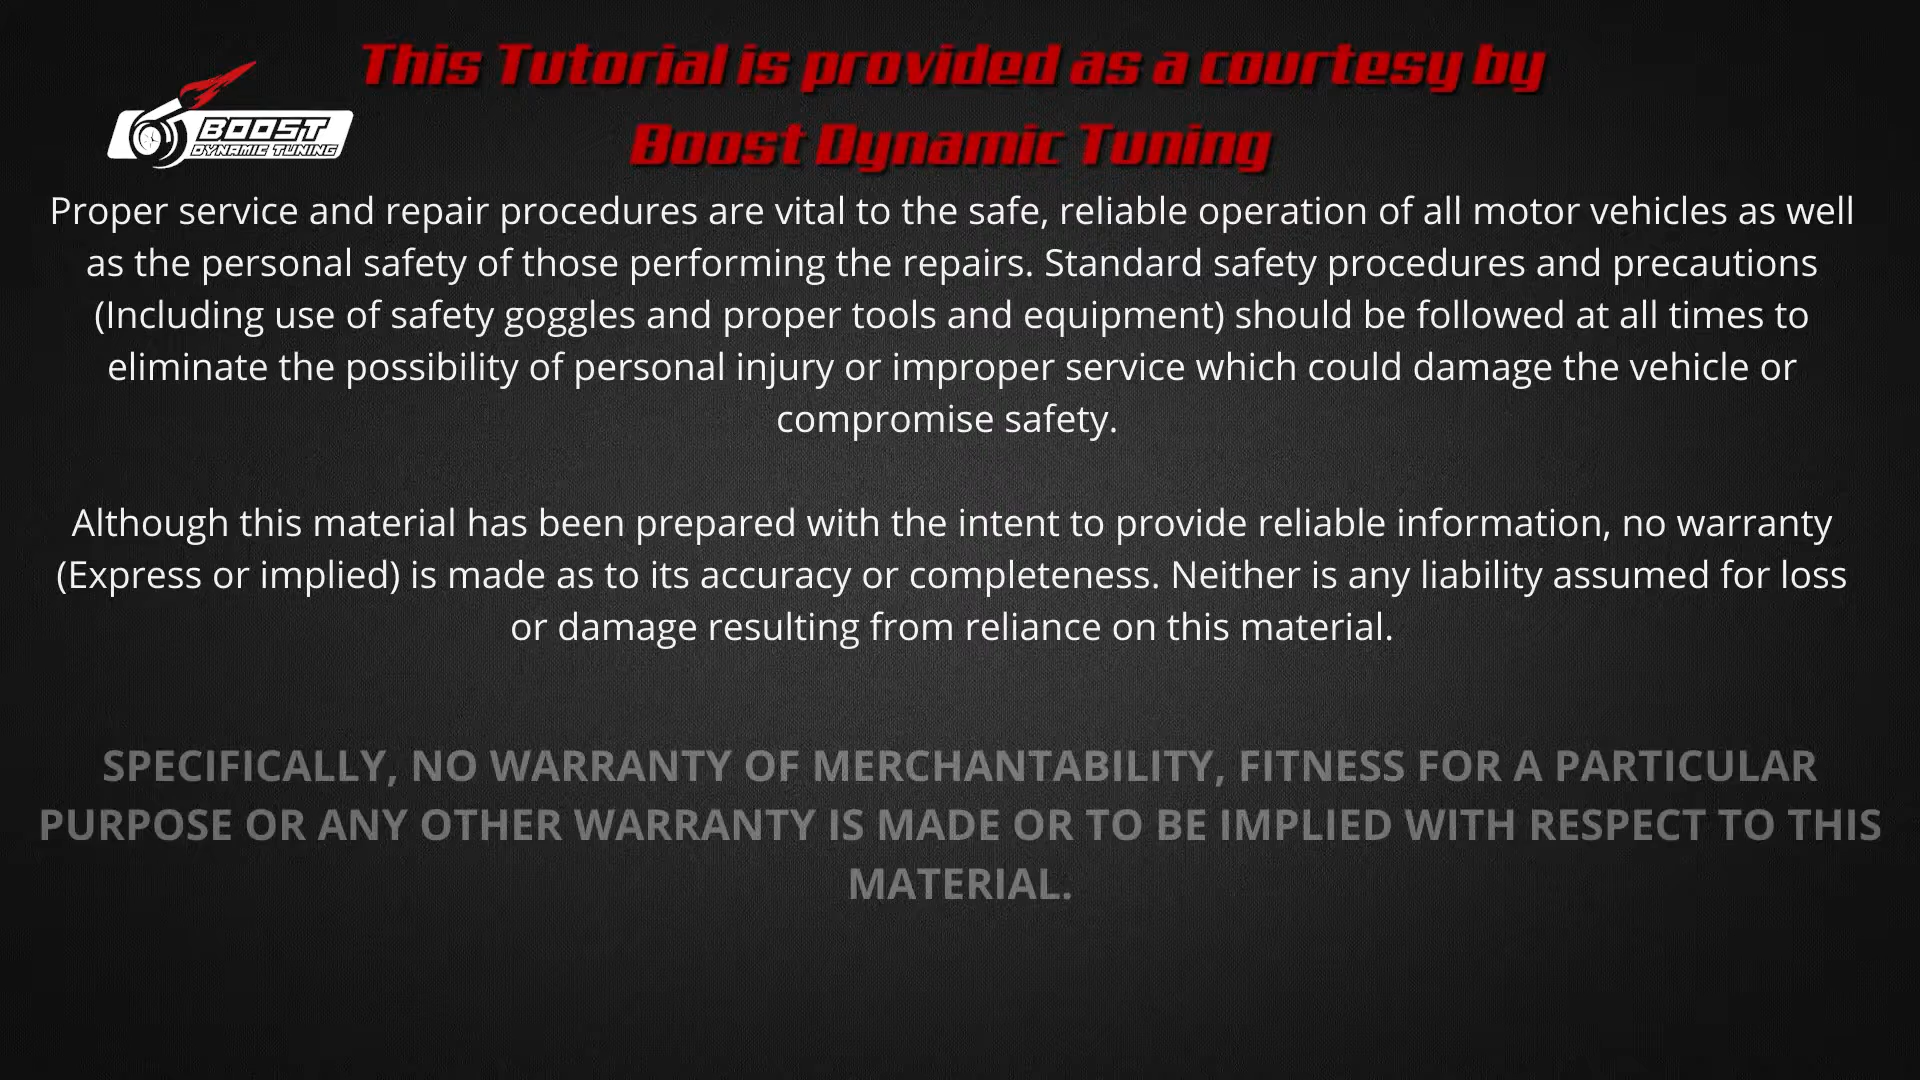 This Tutorial is provided as a courtesy by
Boost Dynamic Tuning
BOOST
DYNAMIC TUNING
Proper service and repair procedures are vital to the safe, reliable operation of all motor vehicles as well
as the personal safety of those performing the repairs. Standard safety procedures and precautions
(Including use of safety goggles and proper tools and equipment) should be followed at all times to
eliminate the possibility of personal injury or improper service which could damage the vehicle or
compromise safety.
Although this material has been prepared with the intent to provide reliable information, no warranty
(Express or implied) is made as to its accuracy or completeness. Neither is any liability assumed for loss
or damage resulting from reliance on this material.
SPECIFICALLY, NO WARRANTY OF MERCHANTABILITY, FITNESS FOR A PARTICULAR
PURPOSE OR ANY OTHER WARRANTY IS MADE OR TO BE IMPLIED WITH RESPECT TO THIS
MATERIAL.